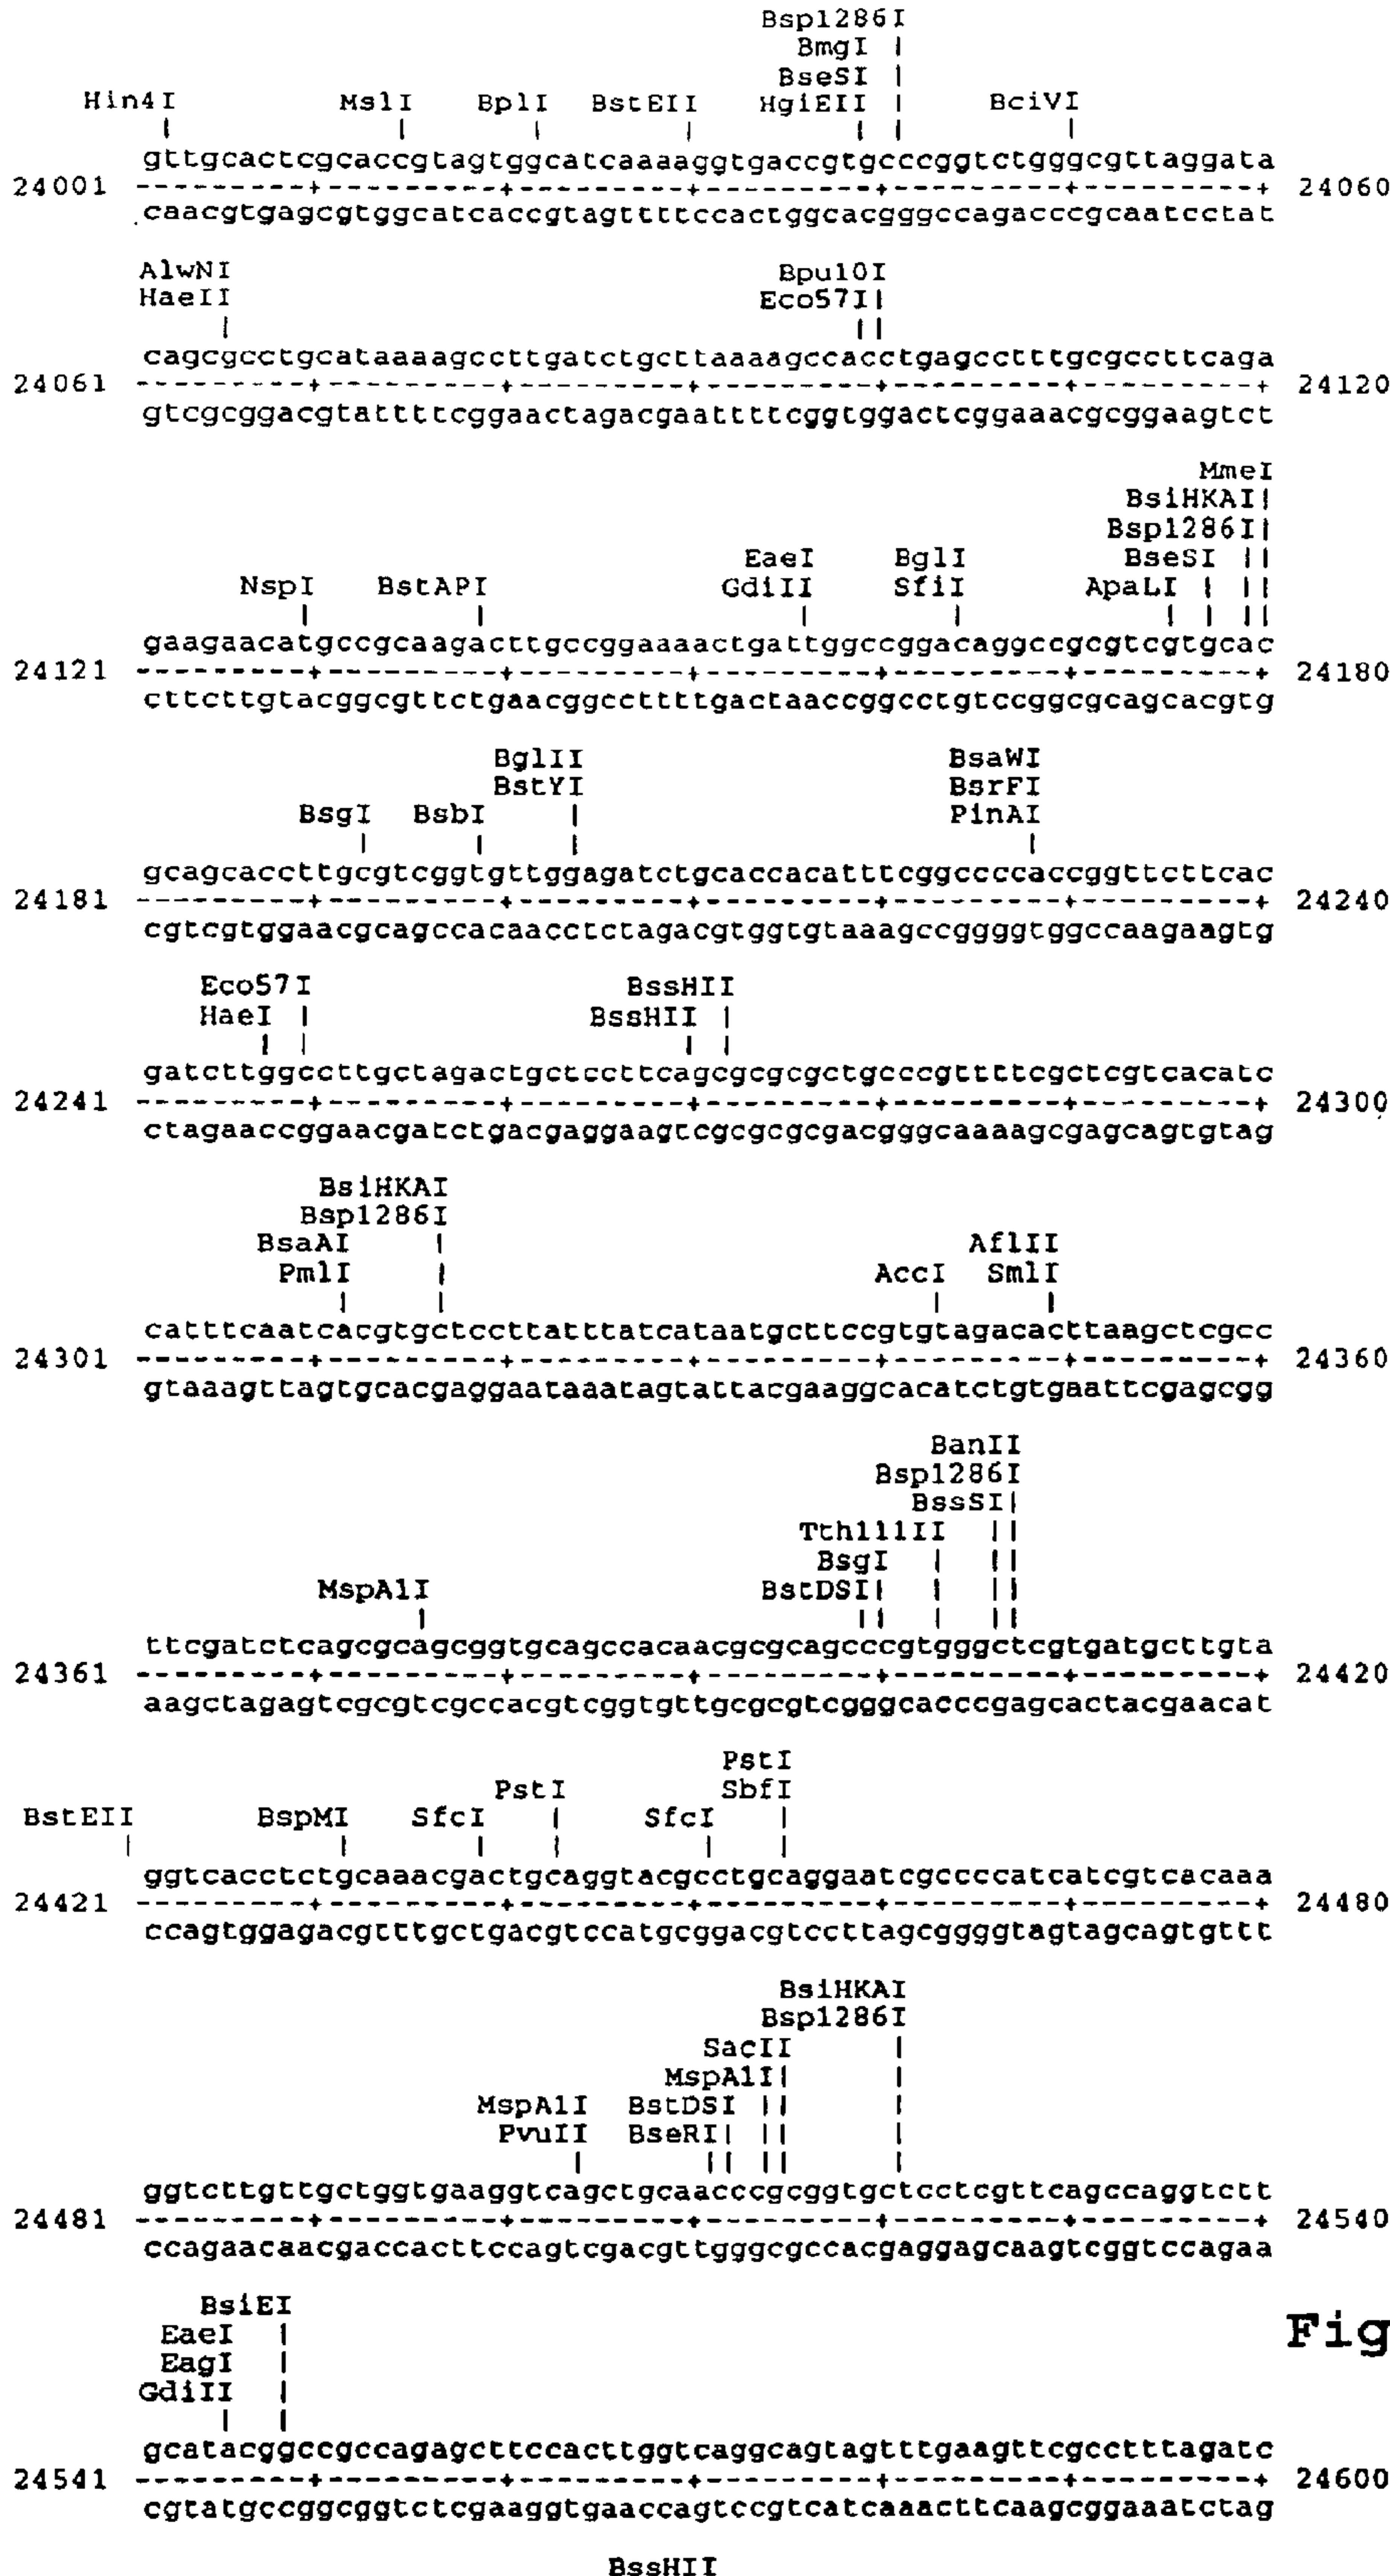 Bsp1286I
BmgI |
BseSI |
Hin4I MslI BplI BstEII HgiEII | BciVI
| | | | | | |
gttgcactcgcaccgtagtggcatcaaaaggtgaccgtgcccggtctgggcgttaggata
24001 ---------+---------+---------+---------+---------+---------+ 24060
caacgtgagcgtggcatcaccgtagttttccactggcacgggccagacccgcaatcctat
AlwNI Bpu10I
HaeII Eco57I|
| ||
cagcgcctgcataaaagccttgatctgcttaaaagccacctgagcctttgcgccttcaga
24061 ---------+---------+---------+---------+---------+---------+ 24120
gtcgcggacgtattttcggaactagacgaattttcggtggactcggaaacgcggaagtct
MmeI
BsiHKAI|
Bsp1286I|
EaeI BglI BseSI ||
NspI BstAPI GdiII SfiI ApaLI | ||
| | | | | | ||
gaagaacatgccgcaagacttgccggaaaactgattggccggacaggccgcgtcgtgcac
24121 ---------+---------+---------+---------+---------+---------+ 24180
cttcttgtacggcgttctgaacggccttttgactaaccggcctgtccggcgcagcacgtg
BglII BsaWI
BstYI BsrFI
BsgI BsbI | PinAI
| | | |
gcagcaccttgcgtcggtgttggagatctgcaccacatttcggccccaccggttcttcac
24181 ---------+---------+---------+---------+---------+---------+ 24240
cgtcgtggaacgcagccacaacctctagacgtggtgtaaagccggggtggccaagaagtg
Eco57I BssHII
HaeI | BssHII |
| | | |
gatcttggccttgctagactgctccttcagcgcgcgctgcccgttttcgctcgtcacatc
24241 ---------+---------+---------+---------+---------+---------+ 24300
ctagaaccggaacgatctgacgaggaagtcgcgcgcgacgggcaaaagcgagcagtgtag
BsiHKAI
Bsp1286I
BsaAI | AflII
PmlI | AccI SmlI
| | | |
catttcaatcacgtgctccttatttatcataatgcttccgtgtagacacttaagctcgcc
24301 ---------+---------+---------+---------+---------+---------+ 24360
gtaaagttagtgcacgaggaataaatagtattacgaaggcacatctgtgaattcgagcgg
BanII
Bsp1286I
BssSI|
Tth111II ||
BsgI | ||
MspA1I BstDSI| | ||
| || | ||
ttcgatctcagcgcagcggtgcagccacaacgcgcagcccgtgggctcgtgatgcttgta
24361 ---------+---------+---------+---------+---------+---------+ 24420
aagctagagtcgcgtcgccacgtcggtgttgcgcgtcgggcacccgagcactacgaacat
PstI
PstI SbfI
BstEII BspMI SfcI | SfcI |
| | | | | |
ggtcacctctgcaaacgactgcaggtacgcctgcaggaatcgccccatcatcgtcacaaa
24421 ---------+---------+---------+---------+---------+---------+ 24480
ccagtggagacgtttgctgacgtccatgcggacgtccttagcggggtagtagcagtgttt
BsiHKAI
Bsp1286I
SacII |
MspA1I| |
MspA1I BstDSI || |
PvuII BseRI| || |
| || || |
ggtcttgttgctggtgaaggtcagctgcaacccgcggtgctcctcgttcagccaggtctt
24481 ---------+---------+---------+---------+---------+---------+ 24540
ccagaacaacgaccacttccagtcgacgttgggcgccacgaggagcaagtcggtccagaa
BsiEI
EaeI | Fig
EagI |
GdiII |
| |
gcatacggccgccagagcttccacttggtcaggcagtagtttgaagttcgcctttagatc
24541 ---------+---------+---------+---------+---------+---------+ 24600
cgtatgccggcggtctcgaaggtgaaccagtccgtcatcaaacttcaagcggaaatctag
BssHII